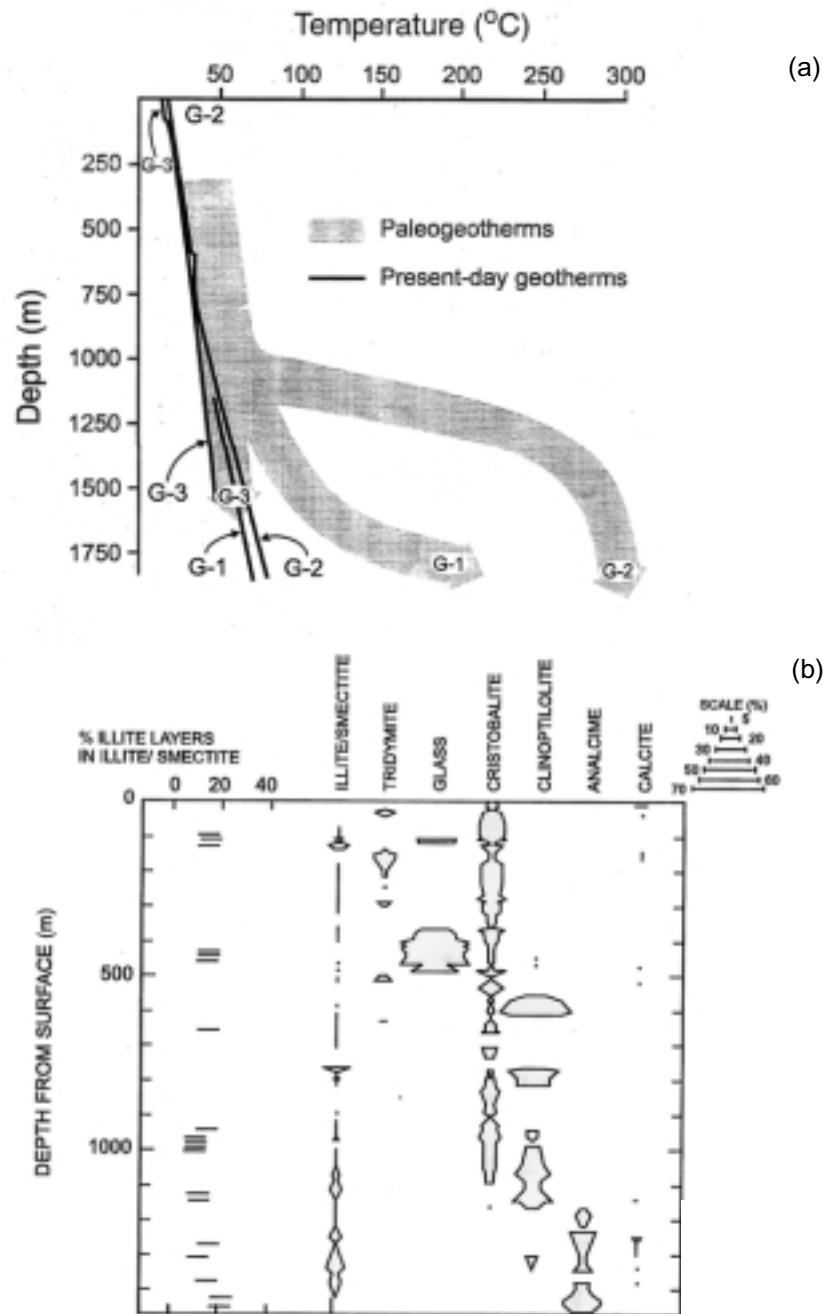 Temperature (°C)
(a)
50 100 150 200 250 300
G-2
G-3
250
500
750
1000
1250
1500
1750
Depth (m)
Paleogeotherms
Present-day geotherms
G-3
G-3
G-1
G-2
G-1
G-2
(b)
% ILLITE LAYERS
IN ILLITE/ SMECTITE
ILLITE/SMECTITE
TRIDYMITE
GLASS
CRISTOBALITE
CLINOPTILOLITE
ANALCIME
CALCITE
SCALE (%)
5
10 20
30 40
50 60
70
0 20 40
0
500
1000
DEPTH FROM SURFACE (m)